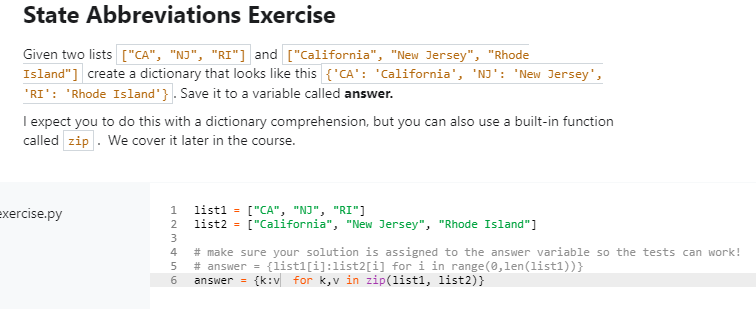 State Abbreviations Exercise
Given two lists ["CA", "NJ", "RI"] and ["California", "New Jersey", "Rhode
Island"] create a dictionary that looks like this {'CA': 'California', 'NJ': 'New Jersey',
'RI': 'Rhode Island'}. Save it to a variable called answer.
I expect you to do this with a dictionary comprehension, but you can also use a built-in function
called zip .  We cover it later in the course.
exercise.py
1 list1 = ["CA", "NJ", "RI"]
2 list2 = ["California", "New Jersey", "Rhode Island"]
3
4 # make sure your solution is assigned to the answer variable so the tests can work!
5 # answer = {list1[i]:list2[i] for i in range(0,len(list1))}
6 answer = {k:v  for k,v in zip(list1, list2)}